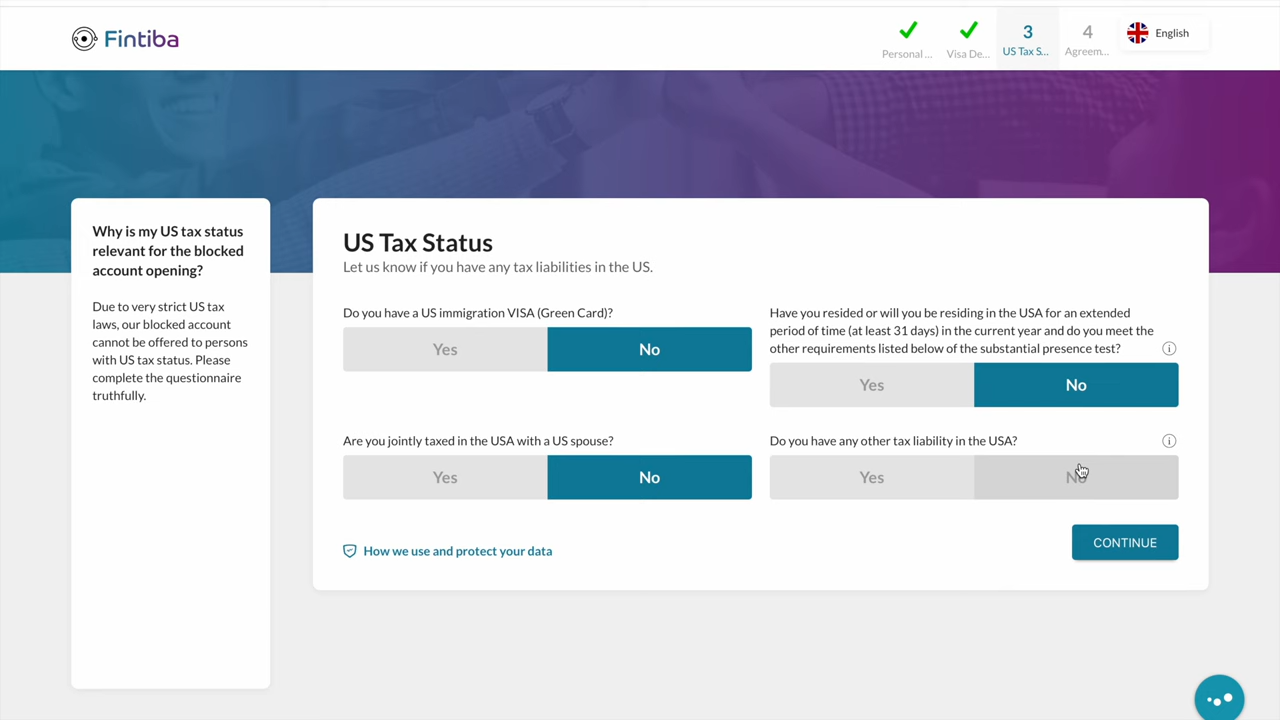 Fintiba
Personal ...
Visa De...
3
US Tax S...
4
Agreem...
English
Why is my US tax status
relevant for the blocked
account opening?
Due to very strict US tax
laws, our blocked account
cannot be offered to persons
with US tax status. Please
complete the questionnaire
truthfully.
US Tax Status
Let us know if you have any tax liabilities in the US.
Do you have a US immigration VISA (Green Card)?
Yes
No
Have you resided or will you be residing in the USA for an extended
period of time (at least 31 days) in the current year and do you meet the
other requirements listed below of the substantial presence test?
Yes
No
Are you jointly taxed in the USA with a US spouse?
Yes
No
Do you have any other tax liability in the USA?
Yes
No
How we use and protect your data
CONTINUE